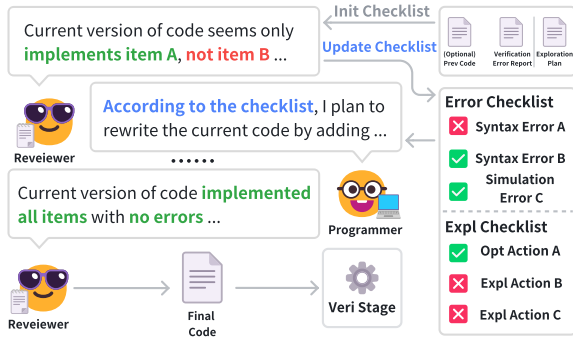 Init Checklist
Current version of code seems only
implements item A, not item B ...
Update Checklist
[Optional]
Prev Code
Verification
Error Report
Exploration
Plan
According to the checklist, I plan to
rewrite the current code by adding ...
Reveiewer
......
Error Checklist
Syntax Error A
Syntax Error B
Simulation
Error C
Current version of code implemented
all items with no errors ...
Programmer
Expl Checklist
Opt Action A
Expl Action B
Expl Action C
Reveiewer
Final
Code
Veri Stage